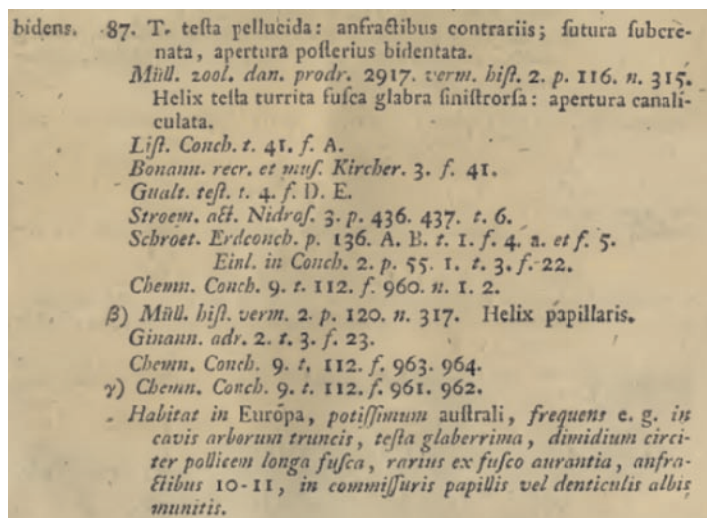 bidens. 87. T. teſta pellucida: anfractibus contrariis; ſutura ſubcre-
nata, apertura poſterius bidentata.
Müll. zool. dan. prodr. 2917. verm. hiſt. 2. p. 116. n. 315.
Helix teſta turrita fuſca glabra ſiniſtrorſa: apertura canali-
culata.
Liſt. Conch. t. 41. f. A.
Bonann. recr. et muſ. Kircher. 3. f. 41.
Gualt. teſt. t. 4. f. D. E.
Stroem. act. Nidroſ. 3. p. 436. 437. t. 6.
Schroet. Erdconch. p. 136. A. B. t. 1. f. 4. a. et f. 5.
Einl. in Conch. 2. p. 55. 1. t. 3. f. 22.
Chemn. Conch. 9. t. 112. f. 960. n. 1. 2.
β) Müll. hiſt. verm. 2. p. 120. n. 317. Helix papillaris.
Ginann. adr. 2. t. 3. f. 23.
Chemn. Conch. 9. t. 112. f. 963. 964.
γ) Chemn. Conch. 9. t. 112. f. 961. 962.
Habitat in Europa, potiſſimum auſtrali, frequens e. g. in
cavis arborum truncis, teſta glaberrima, dimidium circi-
ter pollicem longa fuſca, rarius ex fuſco aurantia, anfra-
ctibus 10-11, in commiſſuris papillis vel denticulis albis
munitis.